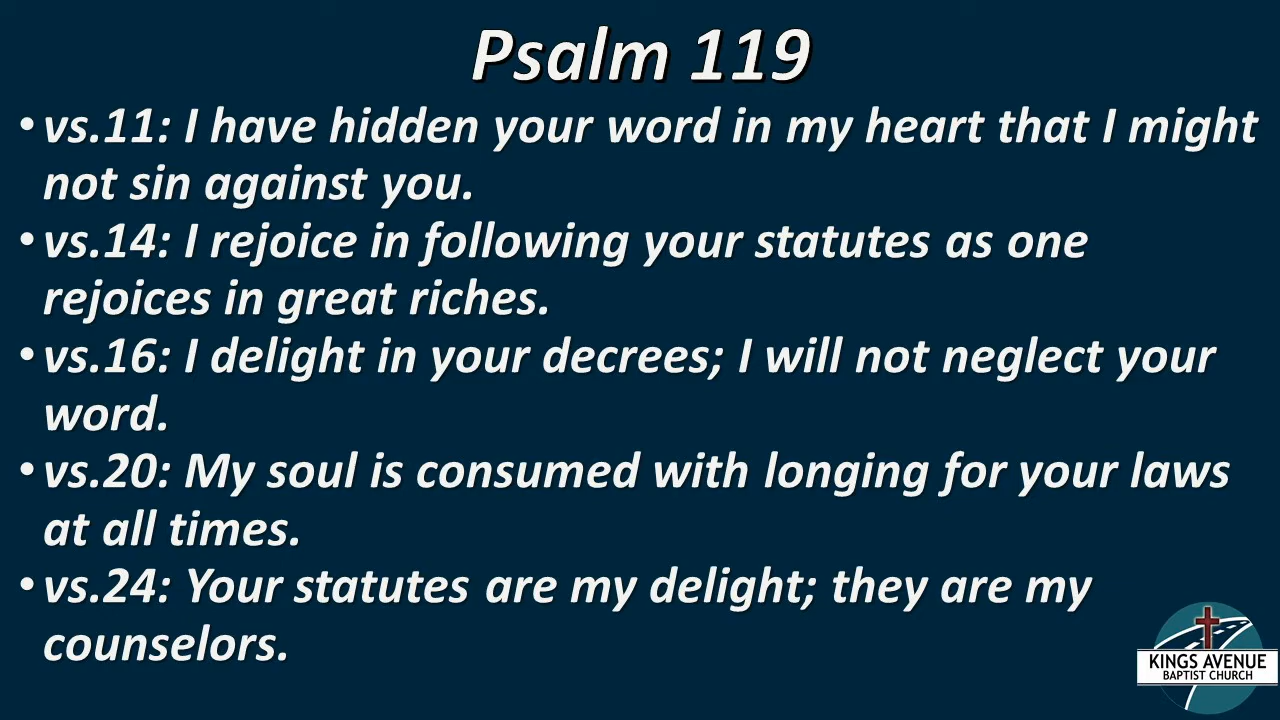 Psalm 119
• vs.11: I have hidden your word in my heart that I might
not sin against you.
• vs.14: I rejoice in following your statutes as one
rejoices in great riches.
• vs.16: I delight in your decrees; I will not neglect your
word.
• vs.20: My soul is consumed with longing for your laws
at all times.
• vs.24: Your statutes are my delight; they are my
counselors.
KINGS AVENUE
BAPTIST CHURCH